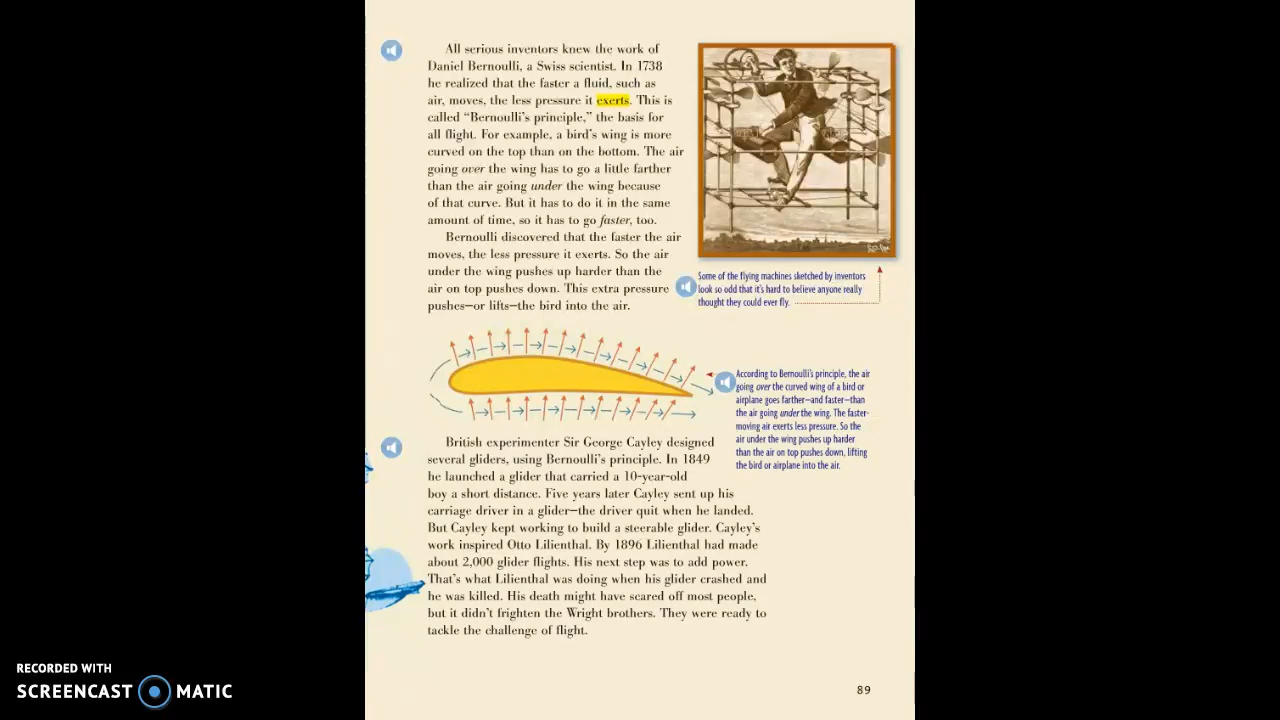 All serious inventors knew the work of
Daniel Bernoulli, a Swiss scientist. In 1738
he realized that the faster a fluid, such as
air, moves, the less pressure it exerts. This is
called “Bernoulli’s principle,” the basis for
all flight. For example, a bird’s wing is more
curved on the top than on the bottom. The air
going over the wing has to go a little farther
than the air going under the wing because
of that curve. But it has to do it in the same
amount of time, so it has to go faster, too.
Bernoulli discovered that the faster the air
moves, the less pressure it exerts. So the air
under the wing pushes up harder than the
air on top pushes down. This extra pressure
pushes—or lifts—the bird into the air.
Some of the flying machines sketched by inventors
look so odd that it’s hard to believe anyone really
thought they could ever fly.
According to Bernoulli’s principle, the air
going over the curved wing of a bird or
airplane goes farther—and faster—than
the air going under the wing. The faster-
moving air exerts less pressure. So the
air under the wing pushes up harder
than the air on top pushes down, lifting
the bird or airplane into the air.
British experimenter Sir George Cayley designed
several gliders, using Bernoulli’s principle. In 1849
he launched a glider that carried a 10-year-old
boy a short distance. Five years later Cayley sent up his
carriage driver in a glider—the driver quit when he landed.
But Cayley kept working to build a steerable glider. Cayley’s
work inspired Otto Lilienthal. By 1896 Lilienthal had made
about 2,000 glider flights. His next step was to add power.
That’s what Lilienthal was doing when his glider crashed and
he was killed. His death might have scared off most people,
but it didn’t frighten the Wright brothers. They were ready to
tackle the challenge of flight.
89
RECORDED WITH
SCREENCAST MATIC